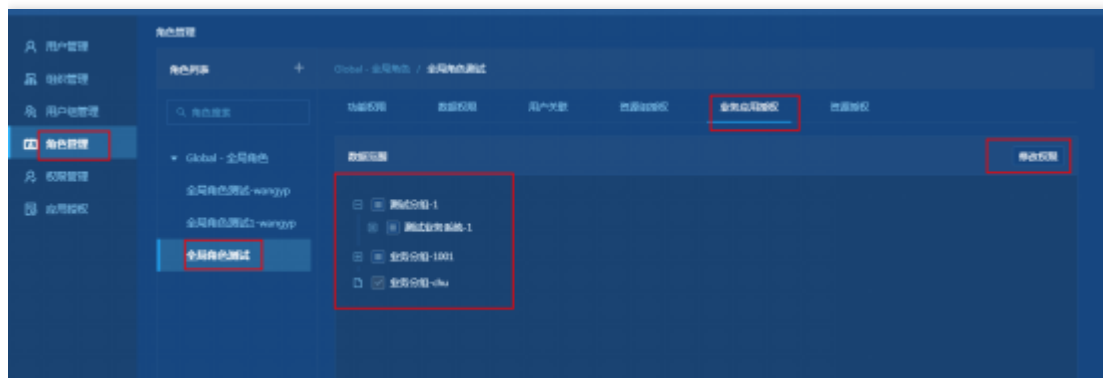 角色管理
用户管理
组织管理
用户组管理
角色管理
权限管理
应用授权
角色列表 +
角色搜索
Global - 全局角色
全局角色测试-wangyp
全局角色测试1-wangyp
全局角色测试
Global - 全局角色 / 全局角色测试
功能权限 数据权限 用户关联 资源组授权 业务应用授权 资源授权
数据范围 修改权限
测试分组-1
测试业务系统-1
业务分组-1001
业务分组-chu